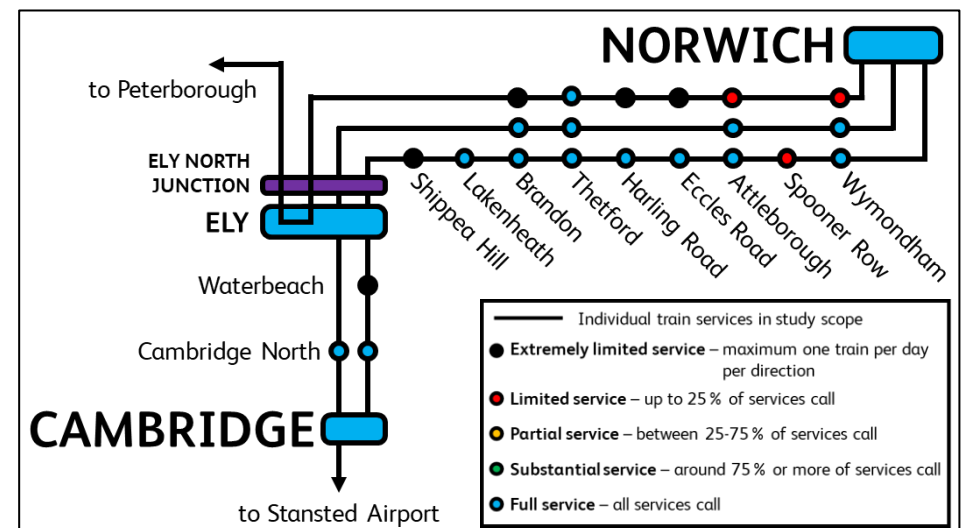 NORWICH
to Peterborough
ELY NORTH
JUNCTION
ELY
Shippea Hill
Lakenheath
Brandon
Thetford
Harling Road
Eccles Road
Attleborough
Spooner Row
Wymondham
Waterbeach
Cambridge North
CAMBRIDGE
to Stansted Airport
Individual train services in study scope
Extremely limited service – maximum one train per day
per direction
Limited service – up to 25% of services call
Partial service – between 25-75% of services call
Substantial service – around 75% or more of services call
Full service – all services call